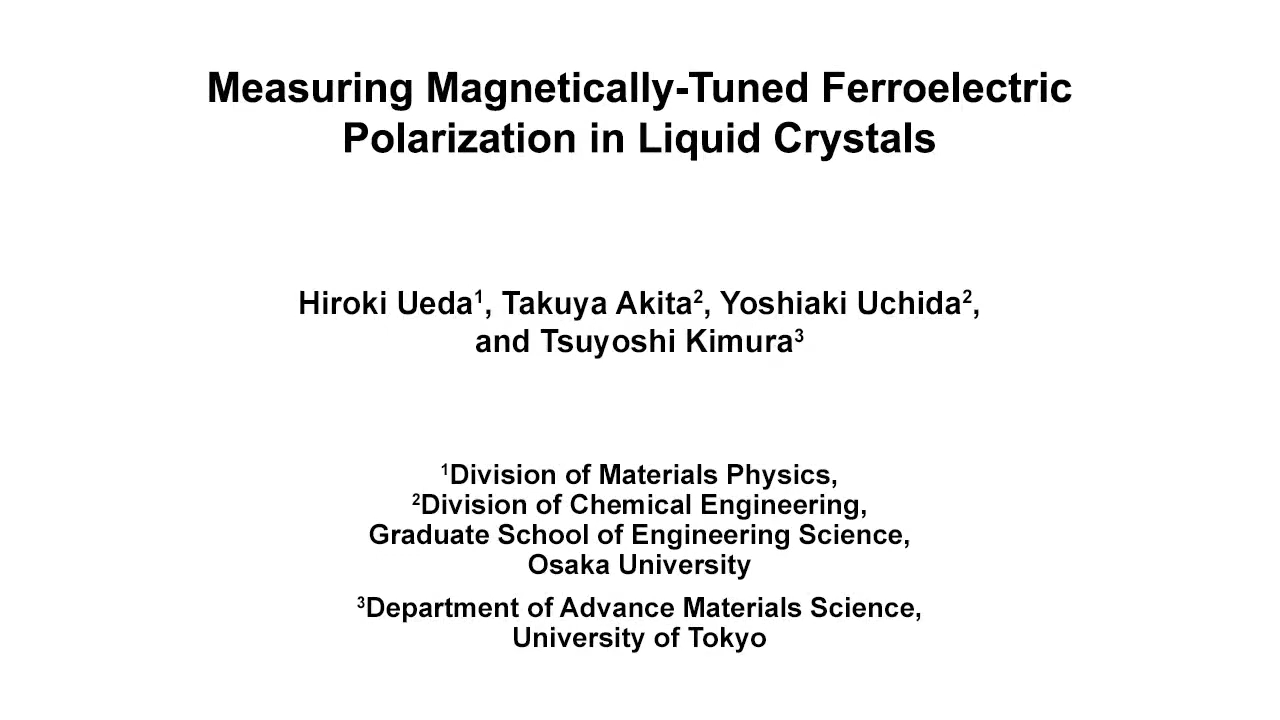 Measuring Magnetically-Tuned Ferroelectric
Polarization in Liquid Crystals
Hiroki Ueda¹, Takuya Akita², Yoshiaki Uchida²,
and Tsuyoshi Kimura³
¹Division of Materials Physics,
²Division of Chemical Engineering,
Graduate School of Engineering Science,
Osaka University
³Department of Advance Materials Science,
University of Tokyo